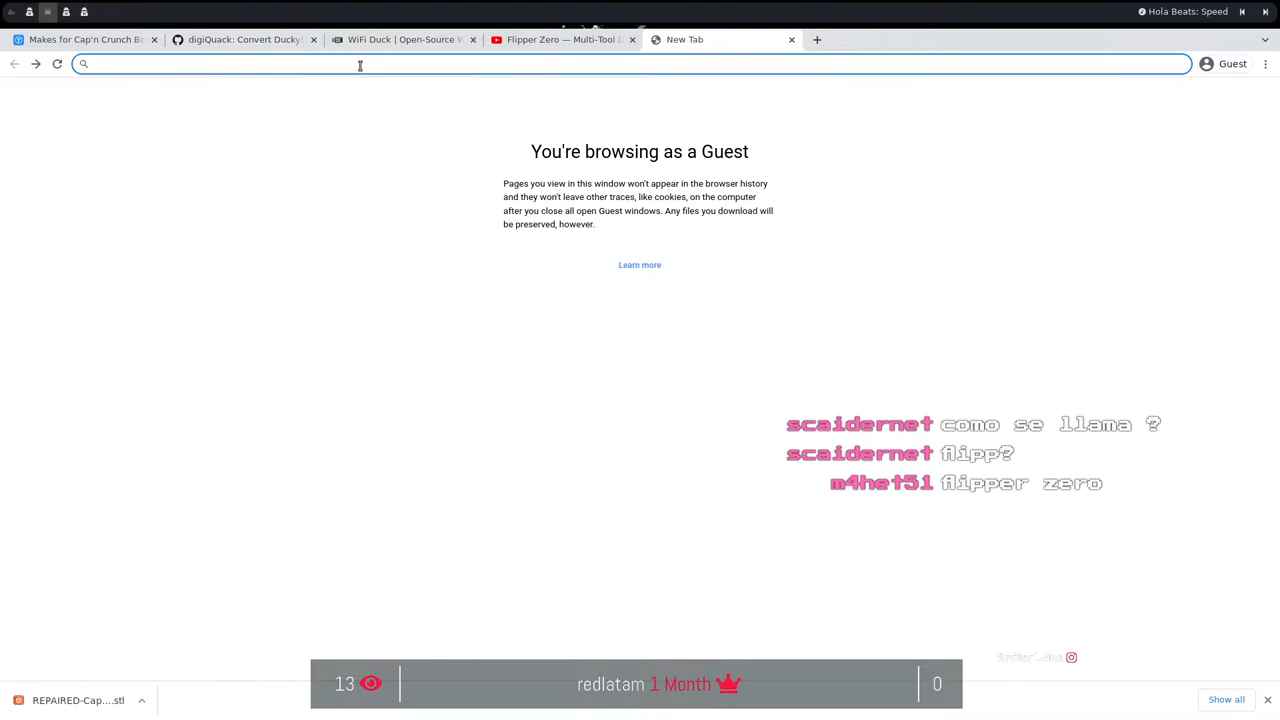 Hola Beats: Speed
Makes for Cap'n Crunch Bo
digiQuack: Convert Ducky
WiFi Duck | Open-Source W
Flipper Zero — Multi-Tool D
New Tab
Guest
You're browsing as a Guest
Pages you view in this window won't appear in the browser history
and they won't leave other traces, like cookies, on the computer
after you close all open Guest windows. Any files you download will
be preserved, however.
Learn more
scaidernet como se llama ?
scaidernet flipp?
m4het51 flipper zero
13
redlatam 1 Month
0
REPAIRED-Cap....stl
Show all